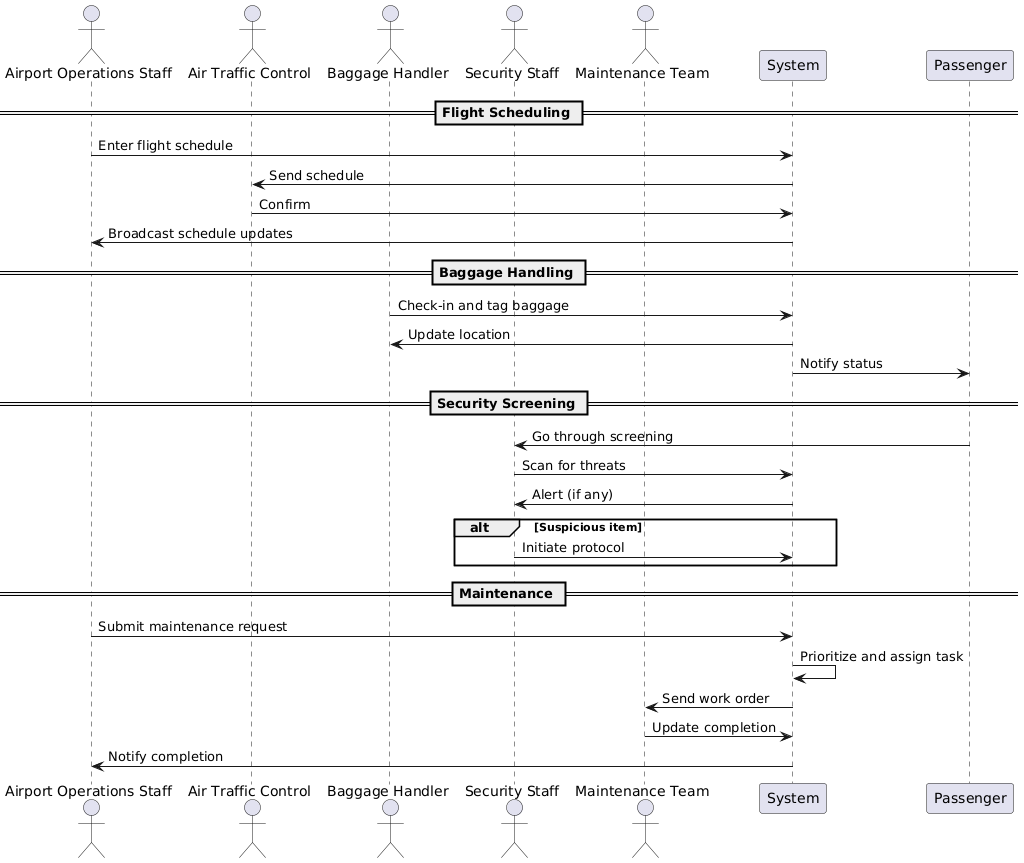 Airport Operations Staff
Air Traffic Control
Baggage Handler
Security Staff
Maintenance Team
System
Passenger
Flight Scheduling
Enter flight schedule
Send schedule
Confirm
Broadcast schedule updates
Baggage Handling
Check-in and tag baggage
Update location
Notify status
Security Screening
Go through screening
Scan for threats
Alert (if any)
alt
[Suspicious item]
Initiate protocol
Maintenance
Submit maintenance request
Prioritize and assign task
Send work order
Update completion
Notify completion
Airport Operations Staff
Air Traffic Control
Baggage Handler
Security Staff
Maintenance Team
System
Passenger